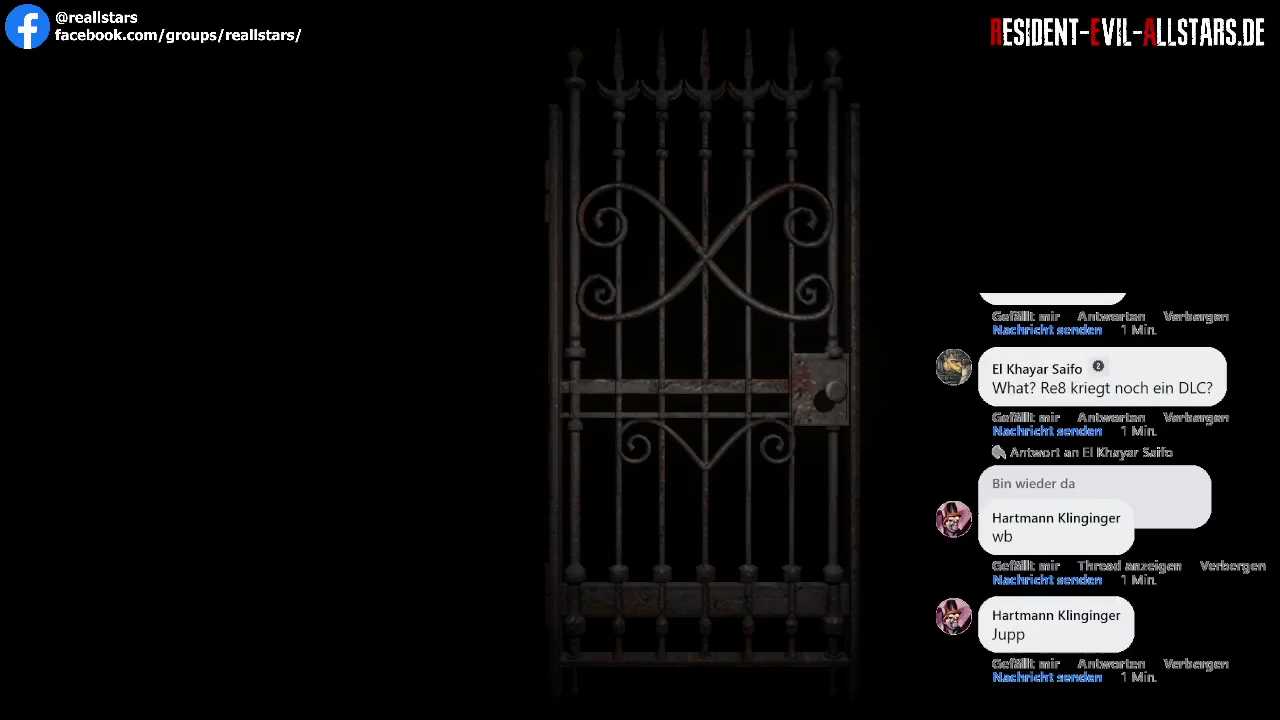 @reallstars
facebook.com/groups/reallstars/
RESIDENT-EVIL-ALLSTARS.DE
Gefällt mir Antworten Verbergen
Nachricht senden 1 Min.
El Khayar Saifo 2
What? Re8 kriegt noch ein DLC?
Gefällt mir Antworten Verbergen
Nachricht senden 1 Min.
Antwort an El Khayar Saifo
Bin wieder da
Hartmann Klinginger
wb
Gefällt mir Thread anzeigen Verbergen
Nachricht senden 1 Min.
Hartmann Klinginger
Jupp
Gefällt mir Antworten Verbergen
Nachricht senden 1 Min.